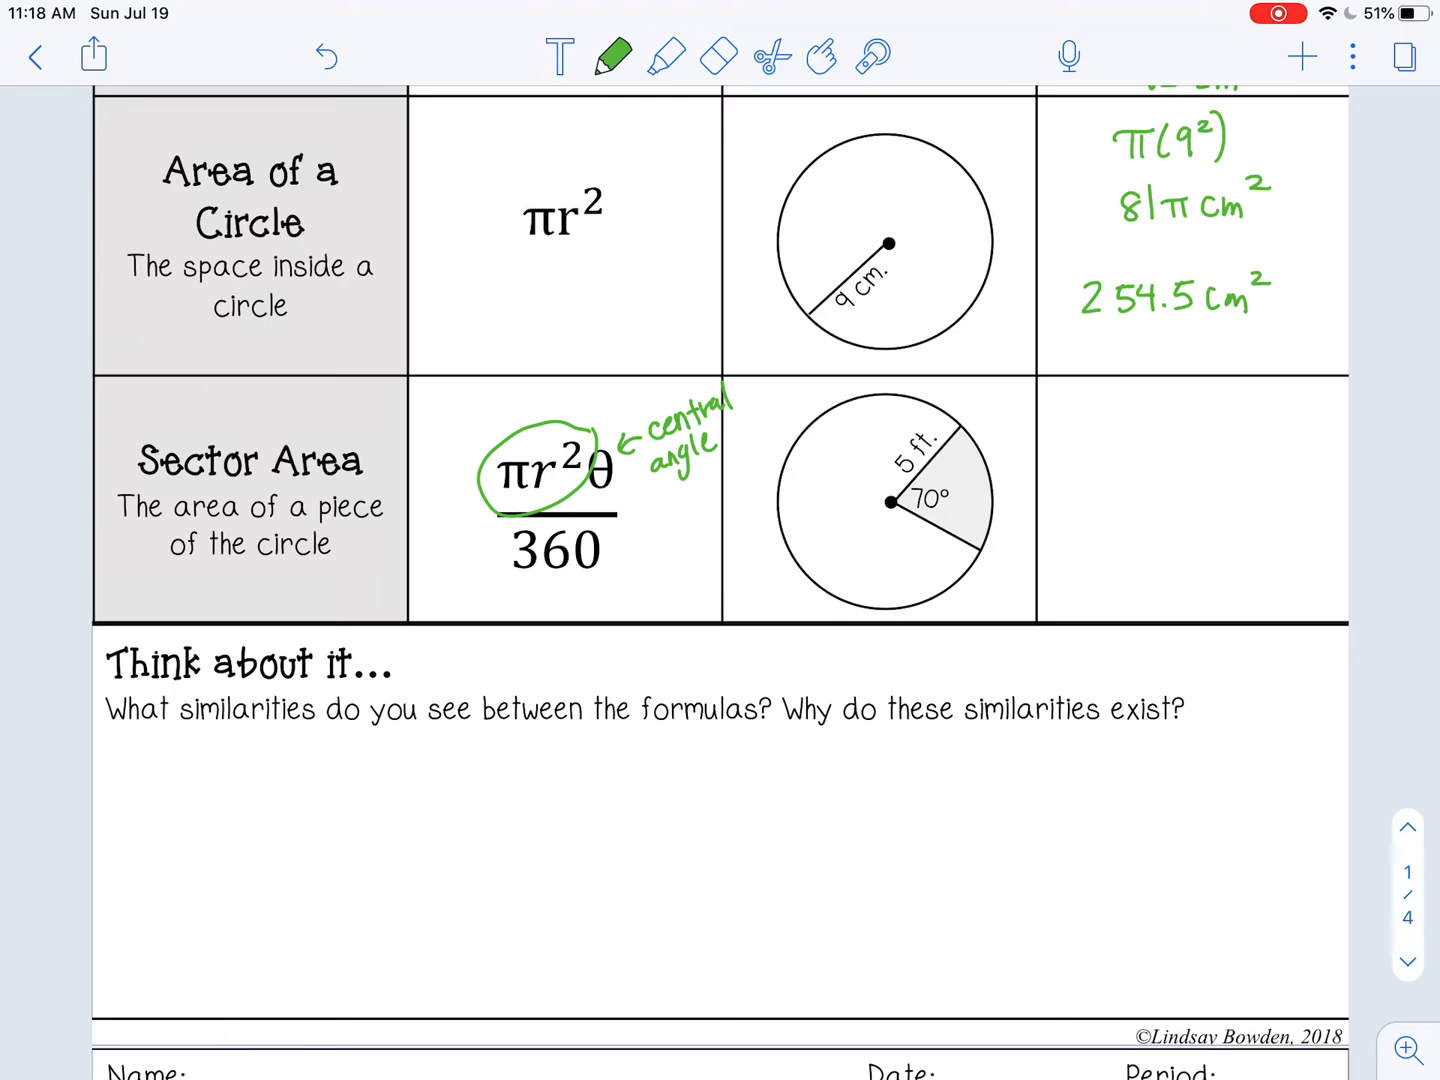 11:18 AM Sun Jul 19
51%
Area of a
Circle
The space inside a
circle
πr²
9 cm.
π(9²)
81π cm²
254.5 cm²
Sector Area
The area of a piece
of the circle
πr²θ
360
← central
angle
5 ft.
70°
Think about it...
What similarities do you see between the formulas? Why do these similarities exist?
1
/
4
©Lindsay Bowden, 2018
Name:
Date:
Period: